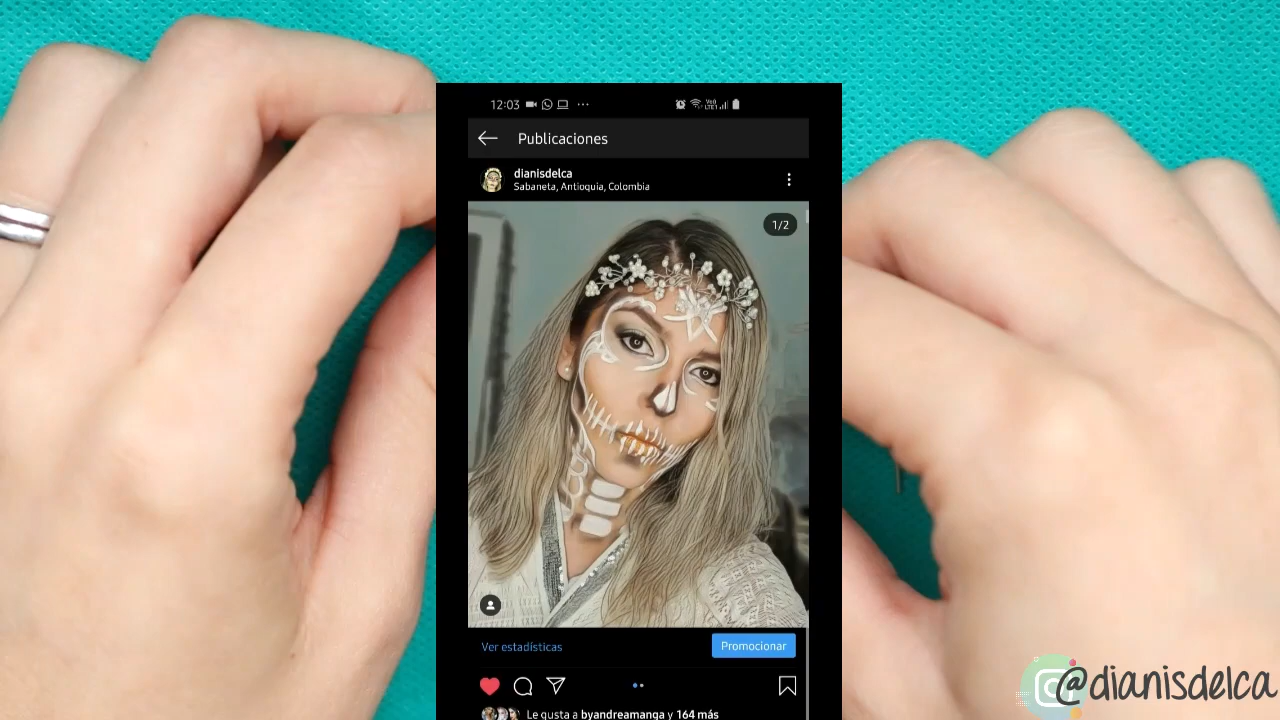 12:03
Publicaciones
dianisdelca
Sabaneta, Antioquia, Colombia
1/2
Ver estadísticas
Promocionar
Le gusta a byandreamanga y 164 más
@dianisdelca